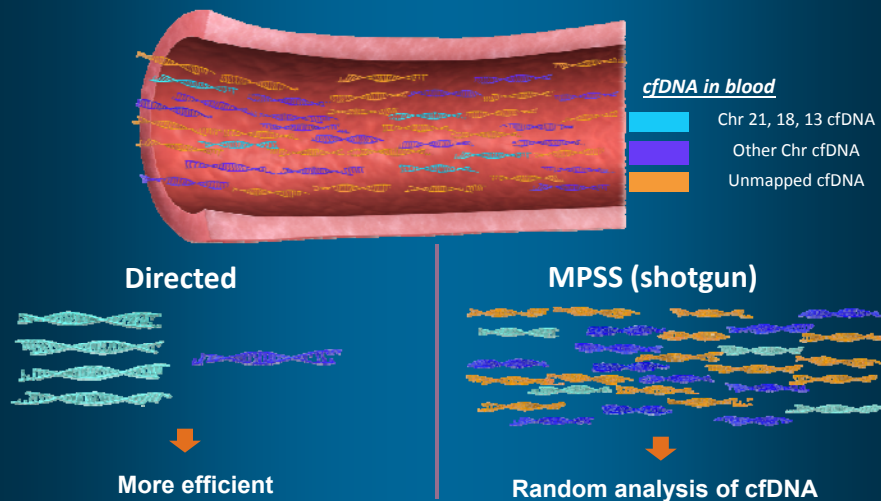 cfDNA in blood
Chr 21, 18, 13 cfDNA
Other Chr cfDNA
Unmapped cfDNA
Directed
MPSS (shotgun)
More efficient
Random analysis of cfDNA